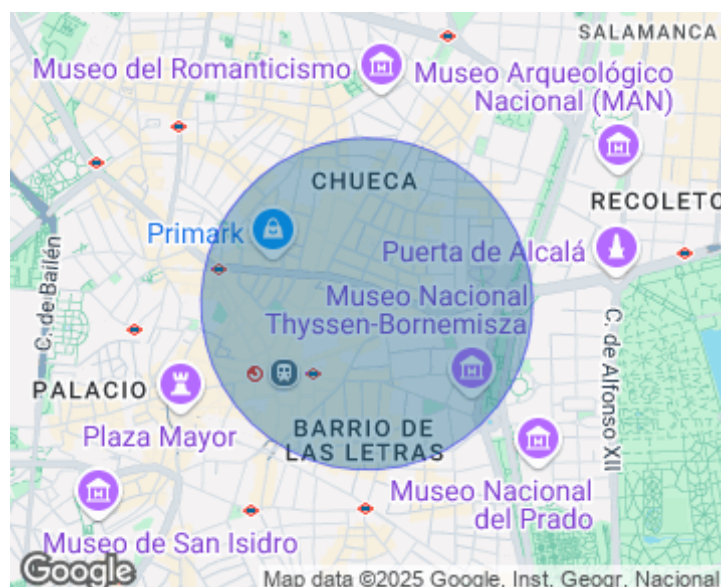 SALAMANCA
Museo del Romanticismo
Museo Arqueológico
Nacional (MAN)
CHUECA
RECOLETO
Primark
Puerta de Alcalá
C. de Bailén
Museo Nacional
Thyssen-Bornemisza
C. de Alfonso XII
PALACIO
Plaza Mayor
BARRIO DE
LAS LETRAS
Museo Nacional
del Prado
Museo de San Isidro
Google
Map data ©2025 Google, Inst. Geogr. Nacional